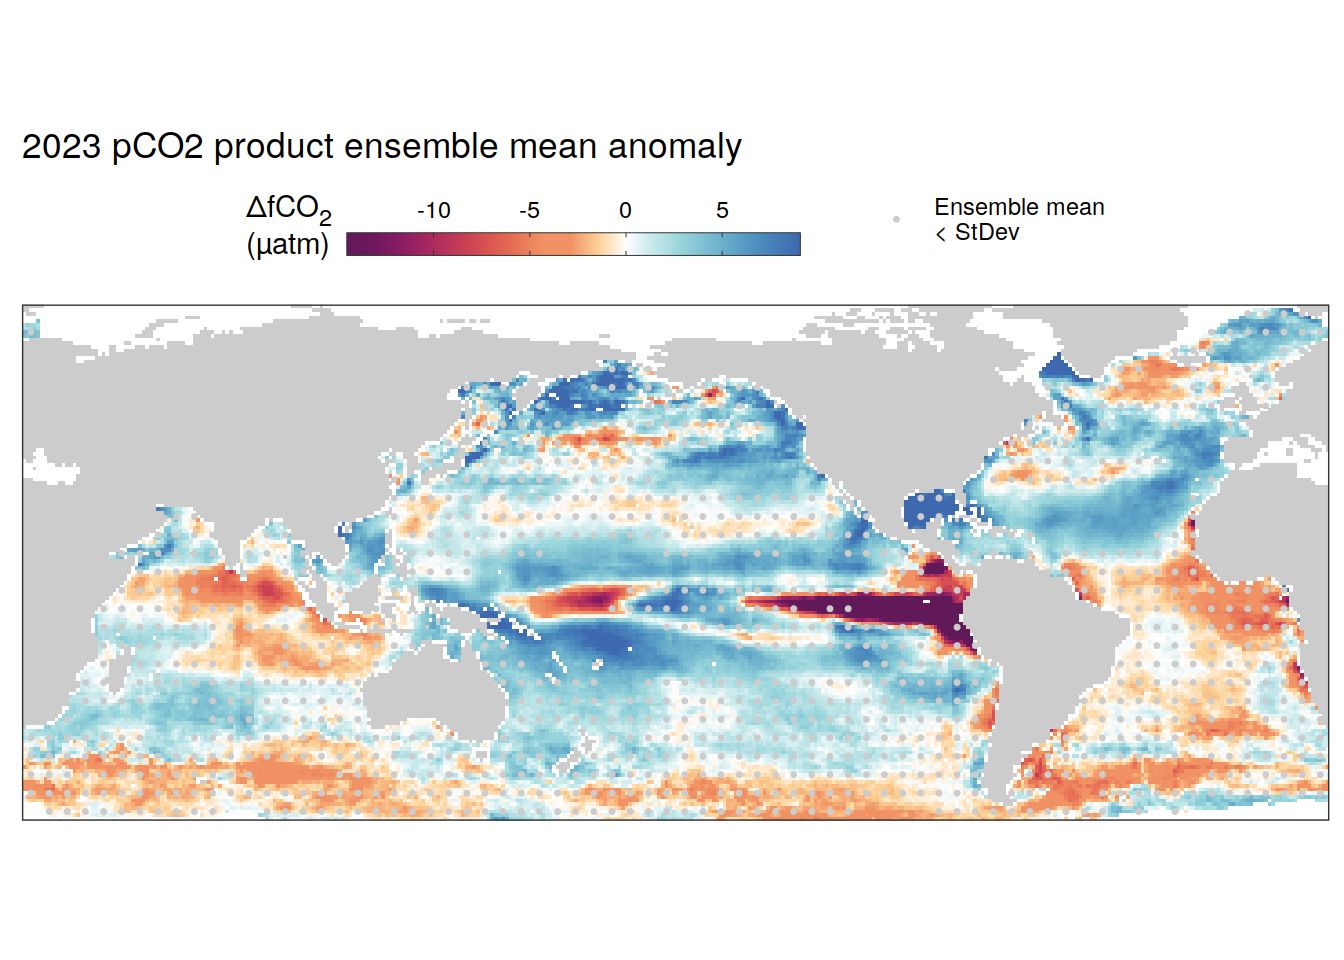 2023 pCO2 product ensemble mean anomaly
ΔfCO₂
(µatm)
-10 -5 0 5
Ensemble mean
< StDev